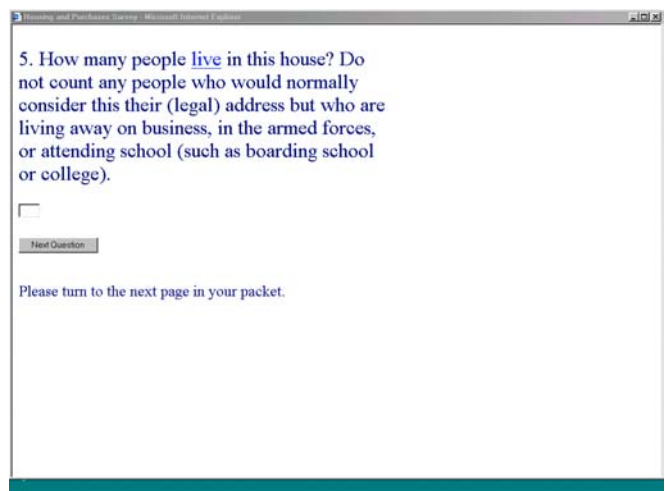 Housing and Purchases Survey - Microsoft Internet Explorer
5. How many people live in this house? Do
not count any people who would normally
consider this their (legal) address but who are
living away on business, in the armed forces,
or attending school (such as boarding school
or college).
Next Question
Please turn to the next page in your packet.